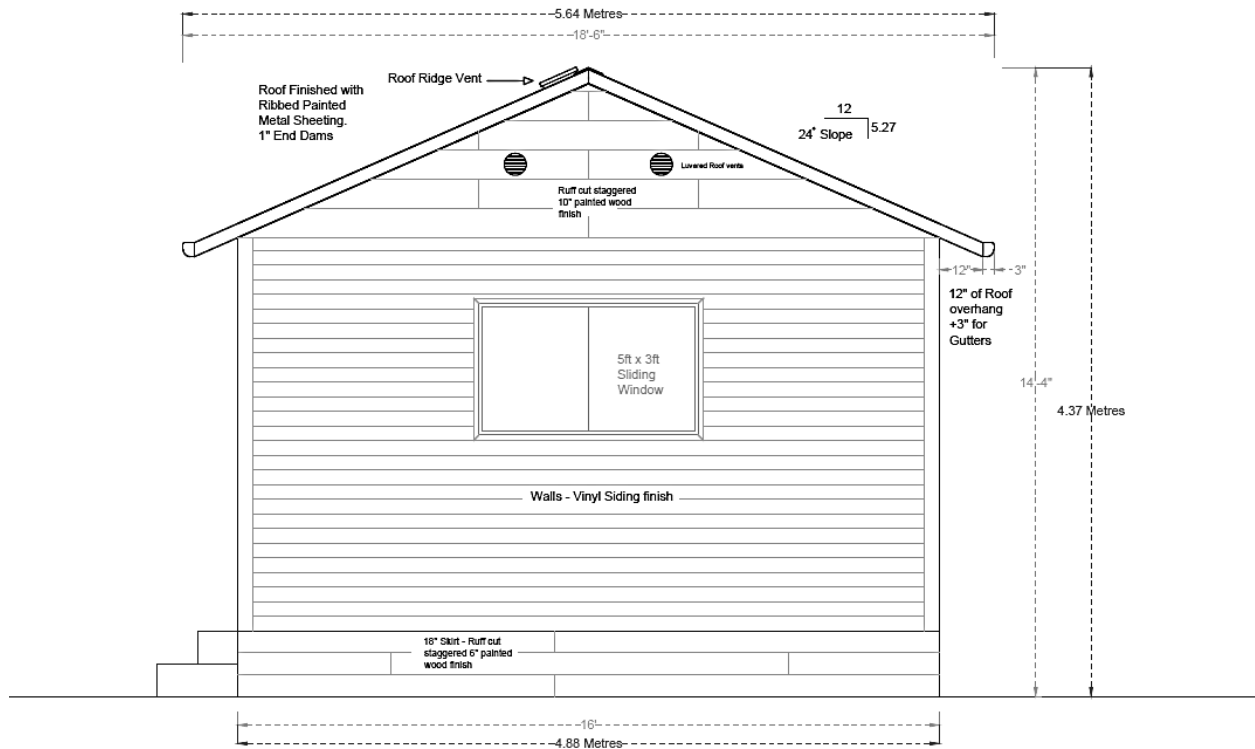 5.64 Metres
18'-6"
Roof Ridge Vent
Roof Finished with
Ribbed Painted
Metal Sheeting.
1" End Dams
12
5.27
24° Slope
Luvered Roof vents
Ruff cut staggered
10" painted wood
finish
12"
3"
12" of Roof
overhang
+3" for
Gutters
5ft x 3ft
Sliding
Window
14'-4"
4.37 Metres
Walls - Vinyl Siding finish
18" Skirt - Ruff cut
staggered 6" painted
wood finish
16'
4.88 Metres